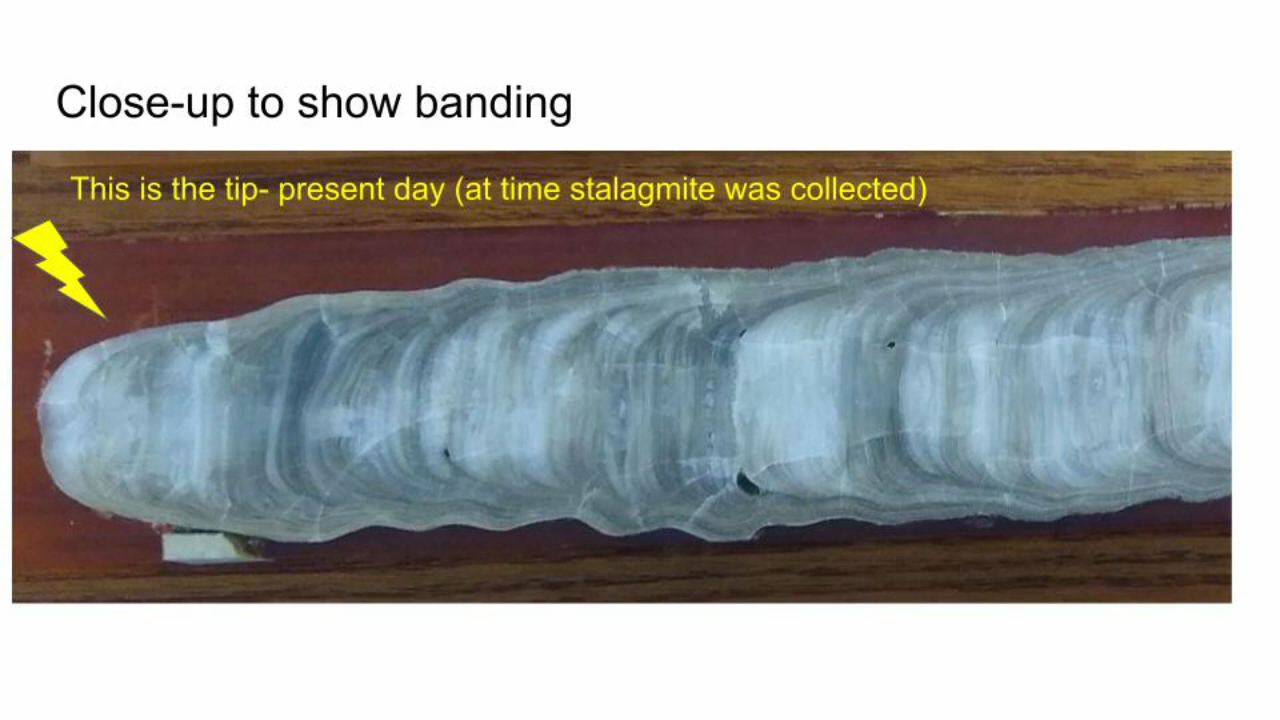 Close-up to show banding
This is the tip- present day (at time stalagmite was collected)